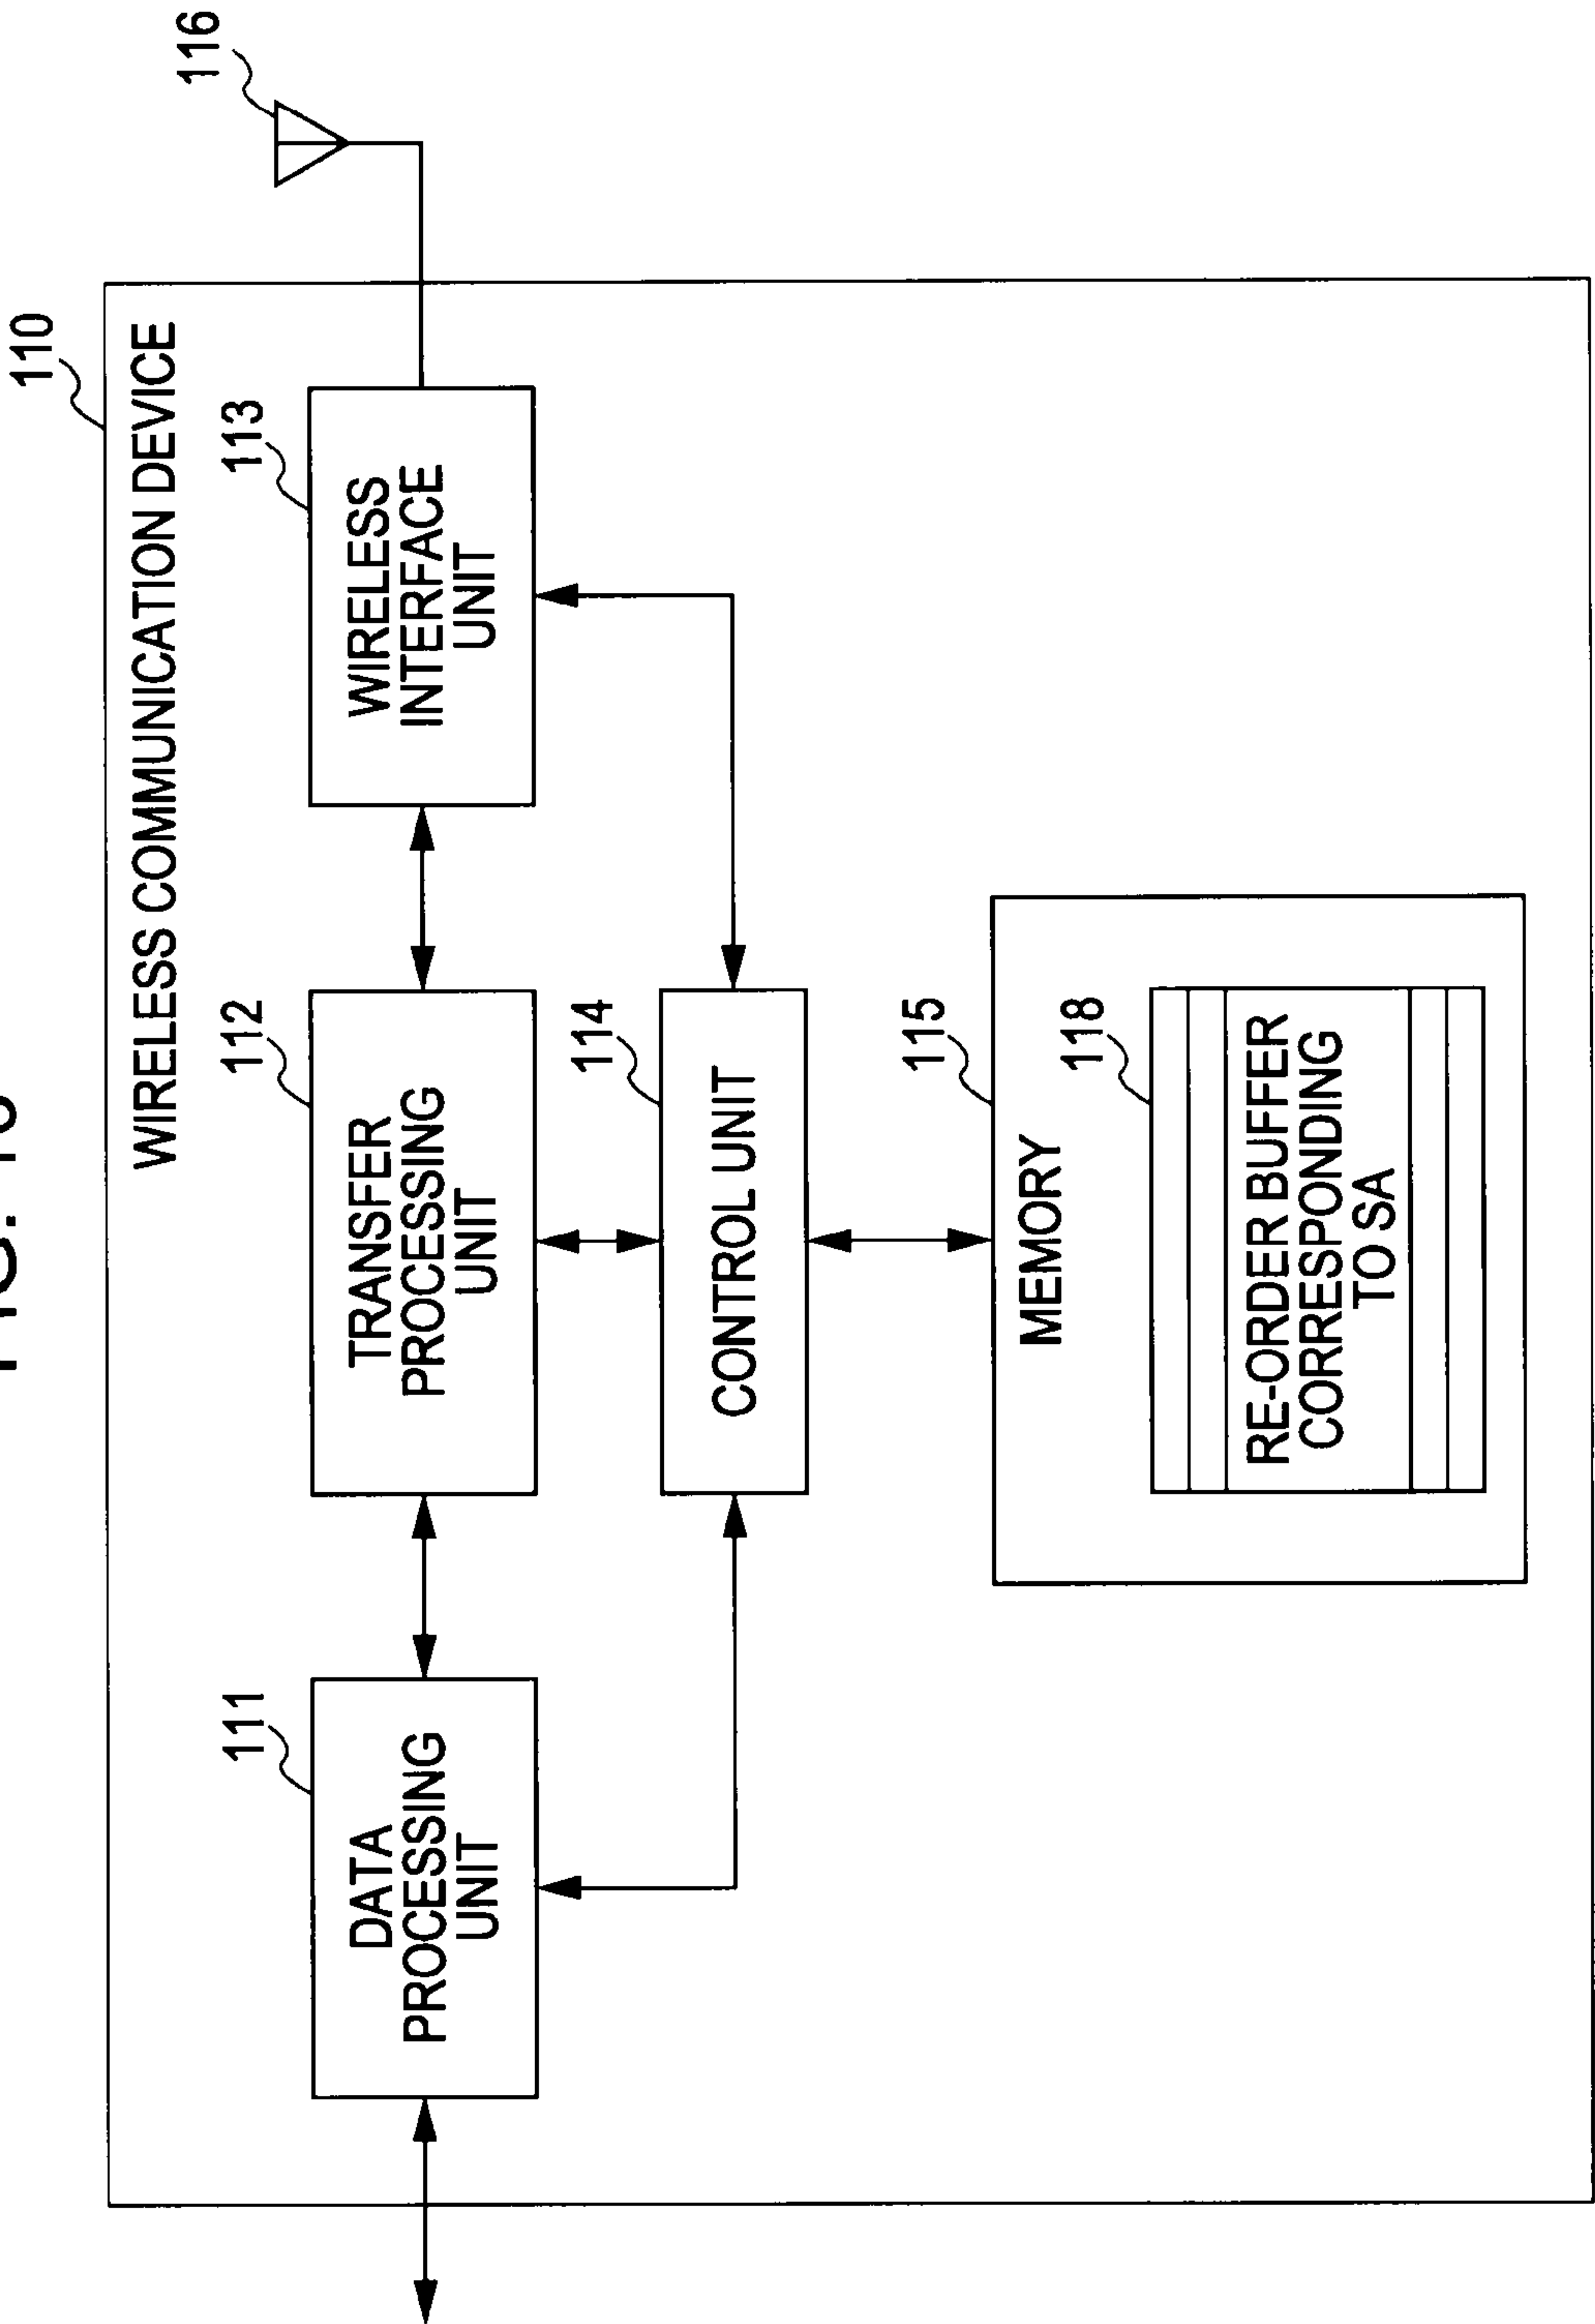 FIG.
110
WIRELESS COMMUNICATION DEVICE
116
111
DATA
PROCESSING
UNIT
112
TRANSFER
PROCESSING
UNIT
113
WIRELESS
INTERFACE
UNIT
114
CONTROL UNIT
115
MEMORY
118
RE-ORDER BUFFER
CORRESPONDING
TO SA